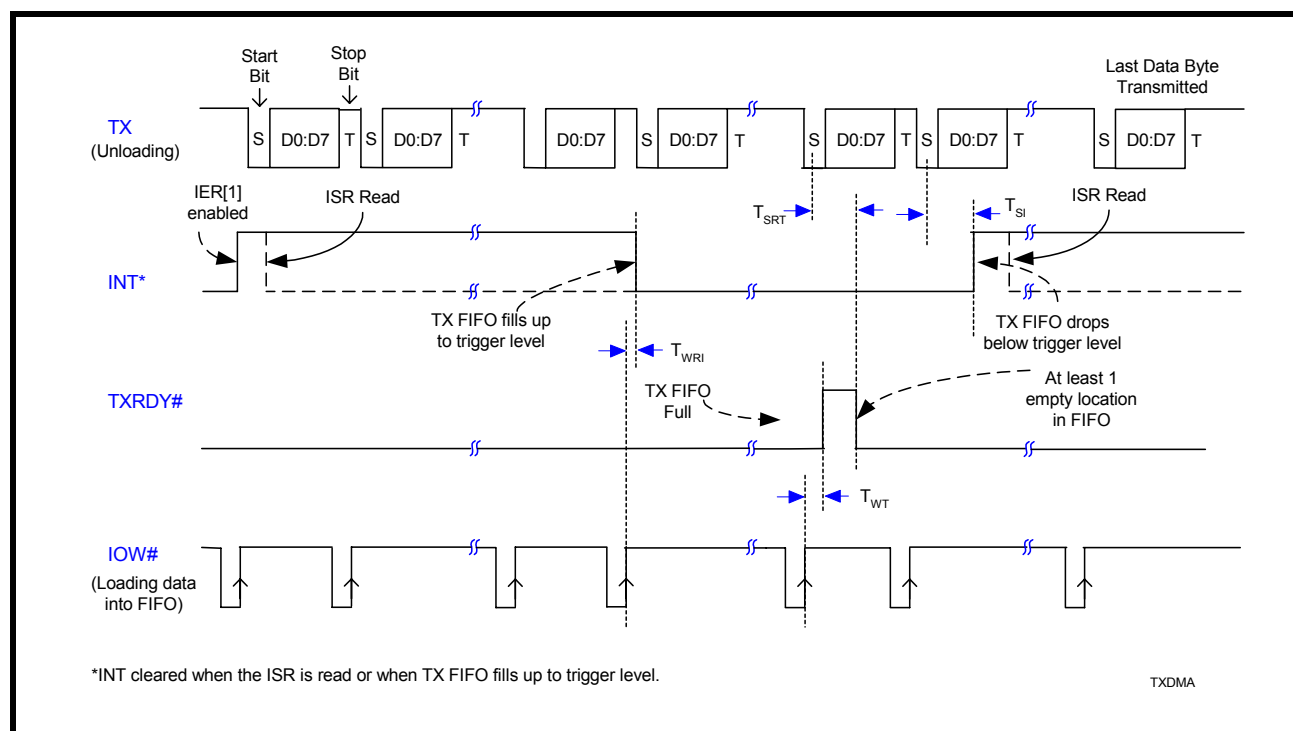 Start
Bit
Stop
Bit
Last Data Byte
Transmitted
TX
(Unloading)
S D0:D7 T S D0:D7 T D0:D7 S D0:D7 T S D0:D7 T S D0:D7 T S D0:D7 T
IER[1]
enabled
ISR Read
TSRT
TSI
ISR Read
INT*
TX FIFO fills up
to trigger level
TX FIFO drops
below trigger level
TWRI
TXRDY#
TX FIFO
Full
At least 1
empty location
in FIFO
TWT
IOW#
(Loading data
into FIFO)
*INT cleared when the ISR is read or when TX FIFO fills up to trigger level.
TXDMA